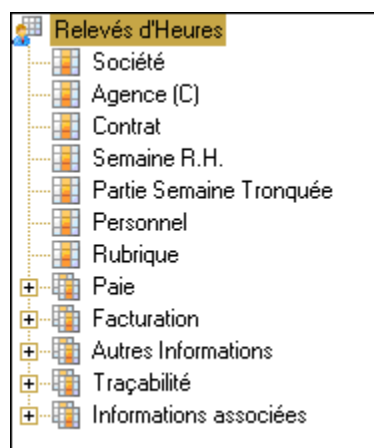 Relevés d'Heures
Société
Agence (C)
Contrat
Semaine R.H.
Partie Semaine Tronquée
Personnel
Rubrique
Paie
Facturation
Autres Informations
Traçabilité
Informations associées